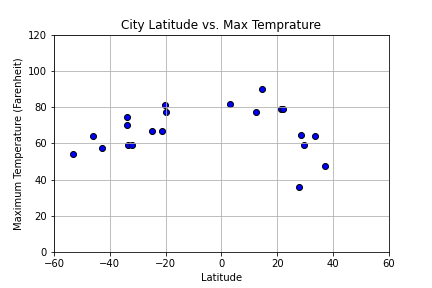 City Latitude vs. Max Temprature
120
100
80
60
40
20
0
Maximum Temperature (Farenheit)
−60 −40 −20 0 20 40 60
Latitude